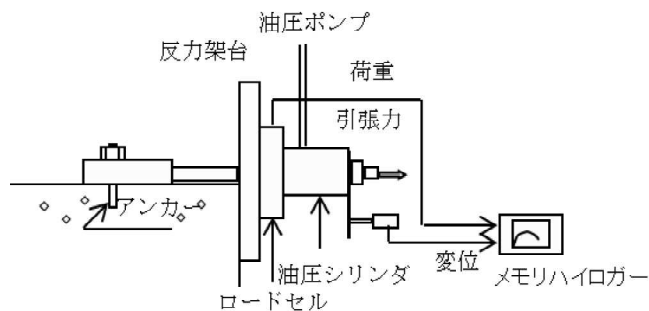 油圧ポンプ
反力架台
荷重
引張力
アンカー
油圧シリンダ
変位
メモリハイロガー
ロードセル